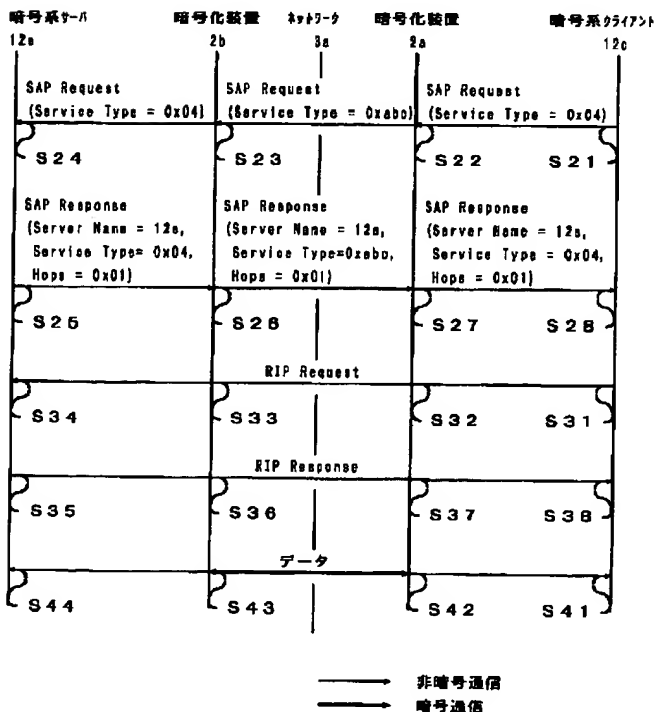 暗号系サーバ 暗号化装置 ネットワーク 暗号化装置 暗号系クライアント
12s 2b 3a 2a 12c
SAP Request SAP Request SAP Request
(Service Type = 0x04) (Service Type = 0xabc) (Service Type = 0x04)
S24 S23 S22 S21
SAP Response SAP Response SAP Response
(Server Name = 12s, (Server Name = 12s, (Server Name = 12s,
Service Type= 0x04, Service Type=0xabc, Service Type = 0x04,
Hops = 0x01) Hops = 0x01) Hops = 0x01)
S25 S26 S27 S28
RIP Request
S34 S33 S32 S31
RIP Response
S35 S36 S37 S38
データ
S44 S43 S42 S41
非暗号通信
暗号通信